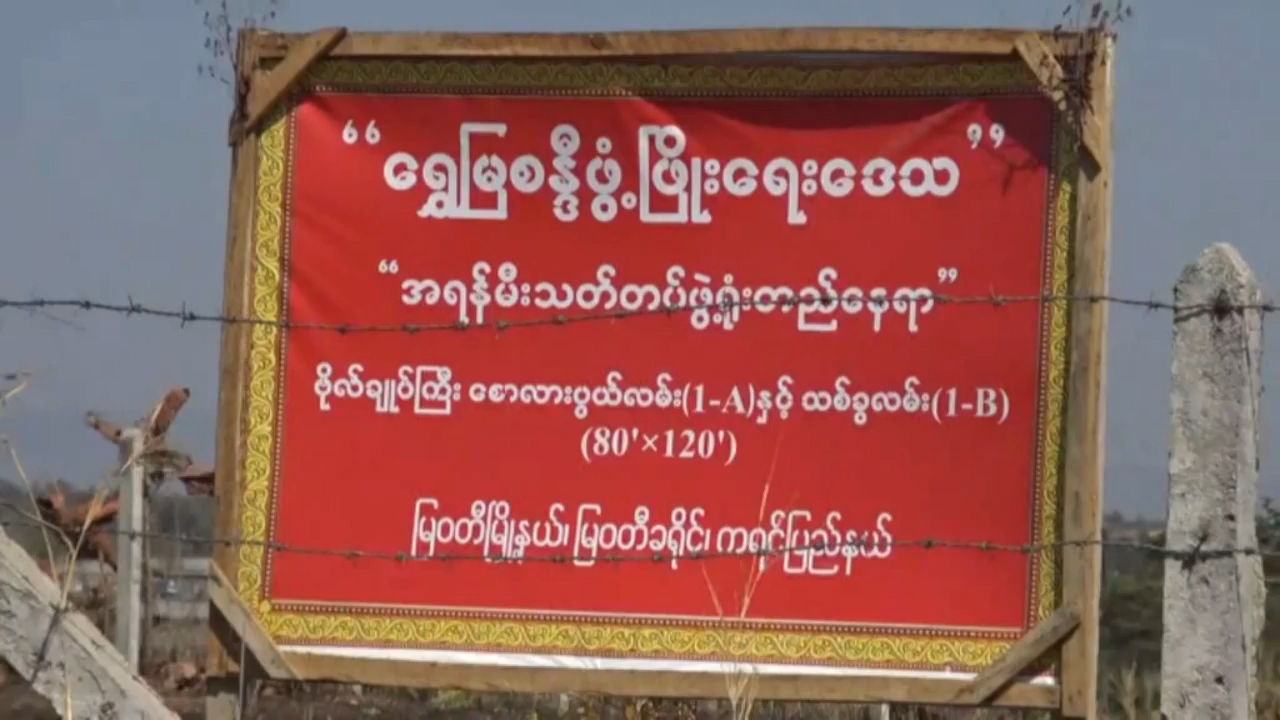 “ရွှေမြစန္ဒီဖွံ့ဖြိုးရေးဒေသ”
“အရန်မီးသတ်တပ်ဖွဲ့ရုံးတည်နေရာ”
ဗိုလ်ချုပ်ကြီး စောလားပွယ်လမ်း(1-A)နှင့် သစ်ခွလမ်း(1-B)
(80'×120')
မြဝတီမြို့နယ်၊ မြဝတီခရိုင်၊ ကရင်ပြည်နယ်